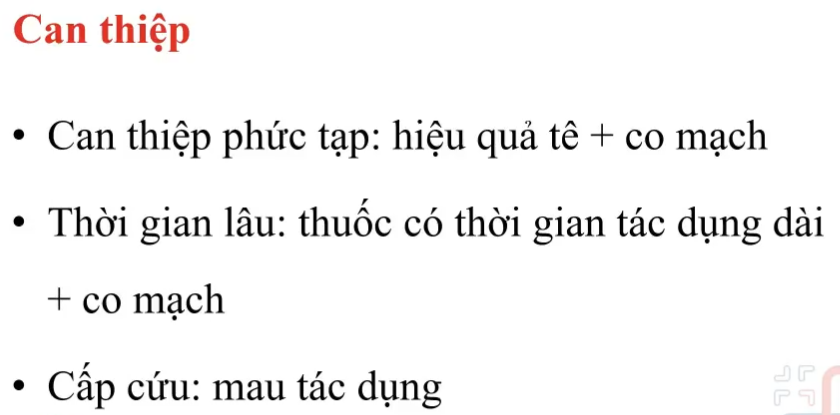 Can thiệp
• Can thiệp phức tạp: hiệu quả tê + co mạch
• Thời gian lâu: thuốc có thời gian tác dụng dài
+ co mạch
• Cấp cứu: mau tác dụng